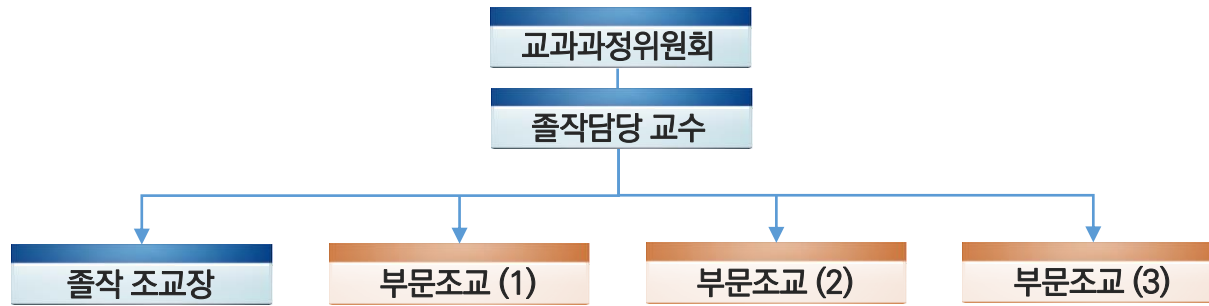 교과과정위원회
졸작담당 교수
졸작 조교장
부문조교 (1)
부문조교 (2)
부문조교 (3)